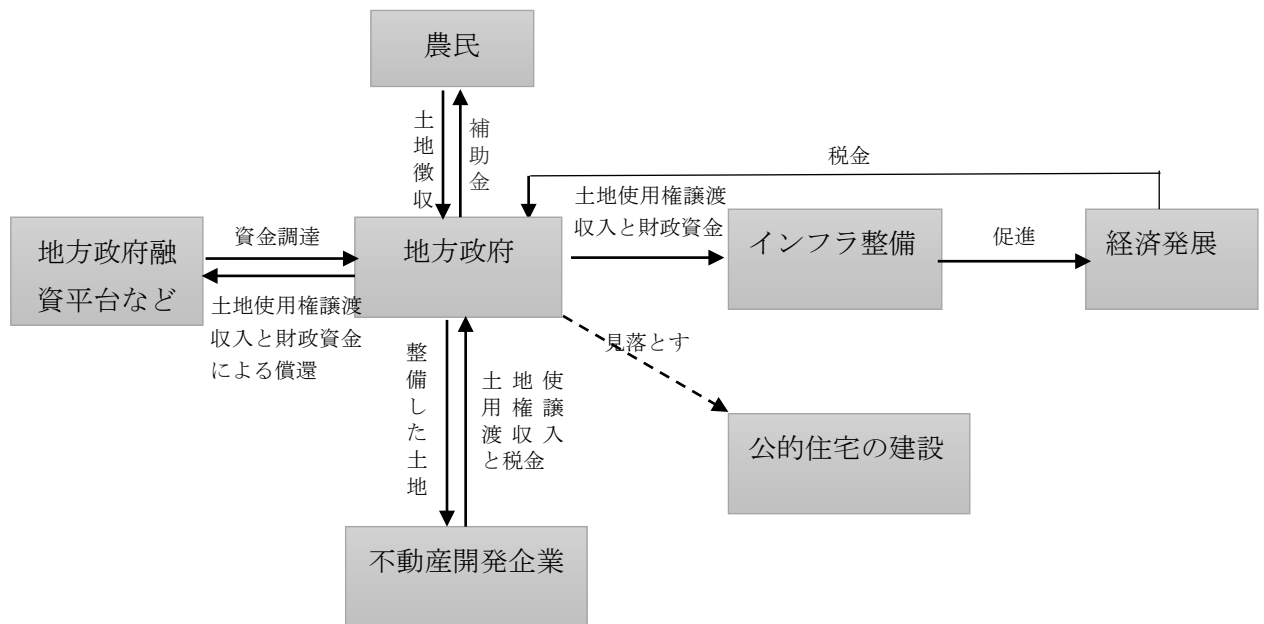 農民
土地徴収
補助金
税金
土地使用権譲渡
収入と財政資金
地方政府融
資平台など
資金調達
地方政府
インフラ整備
促進
経済発展
土地使用権譲渡
収入と財政資金
による償還
見落とす
整備した土地
土地使
用権譲
渡収入
と税金
公的住宅の建設
不動産開発企業